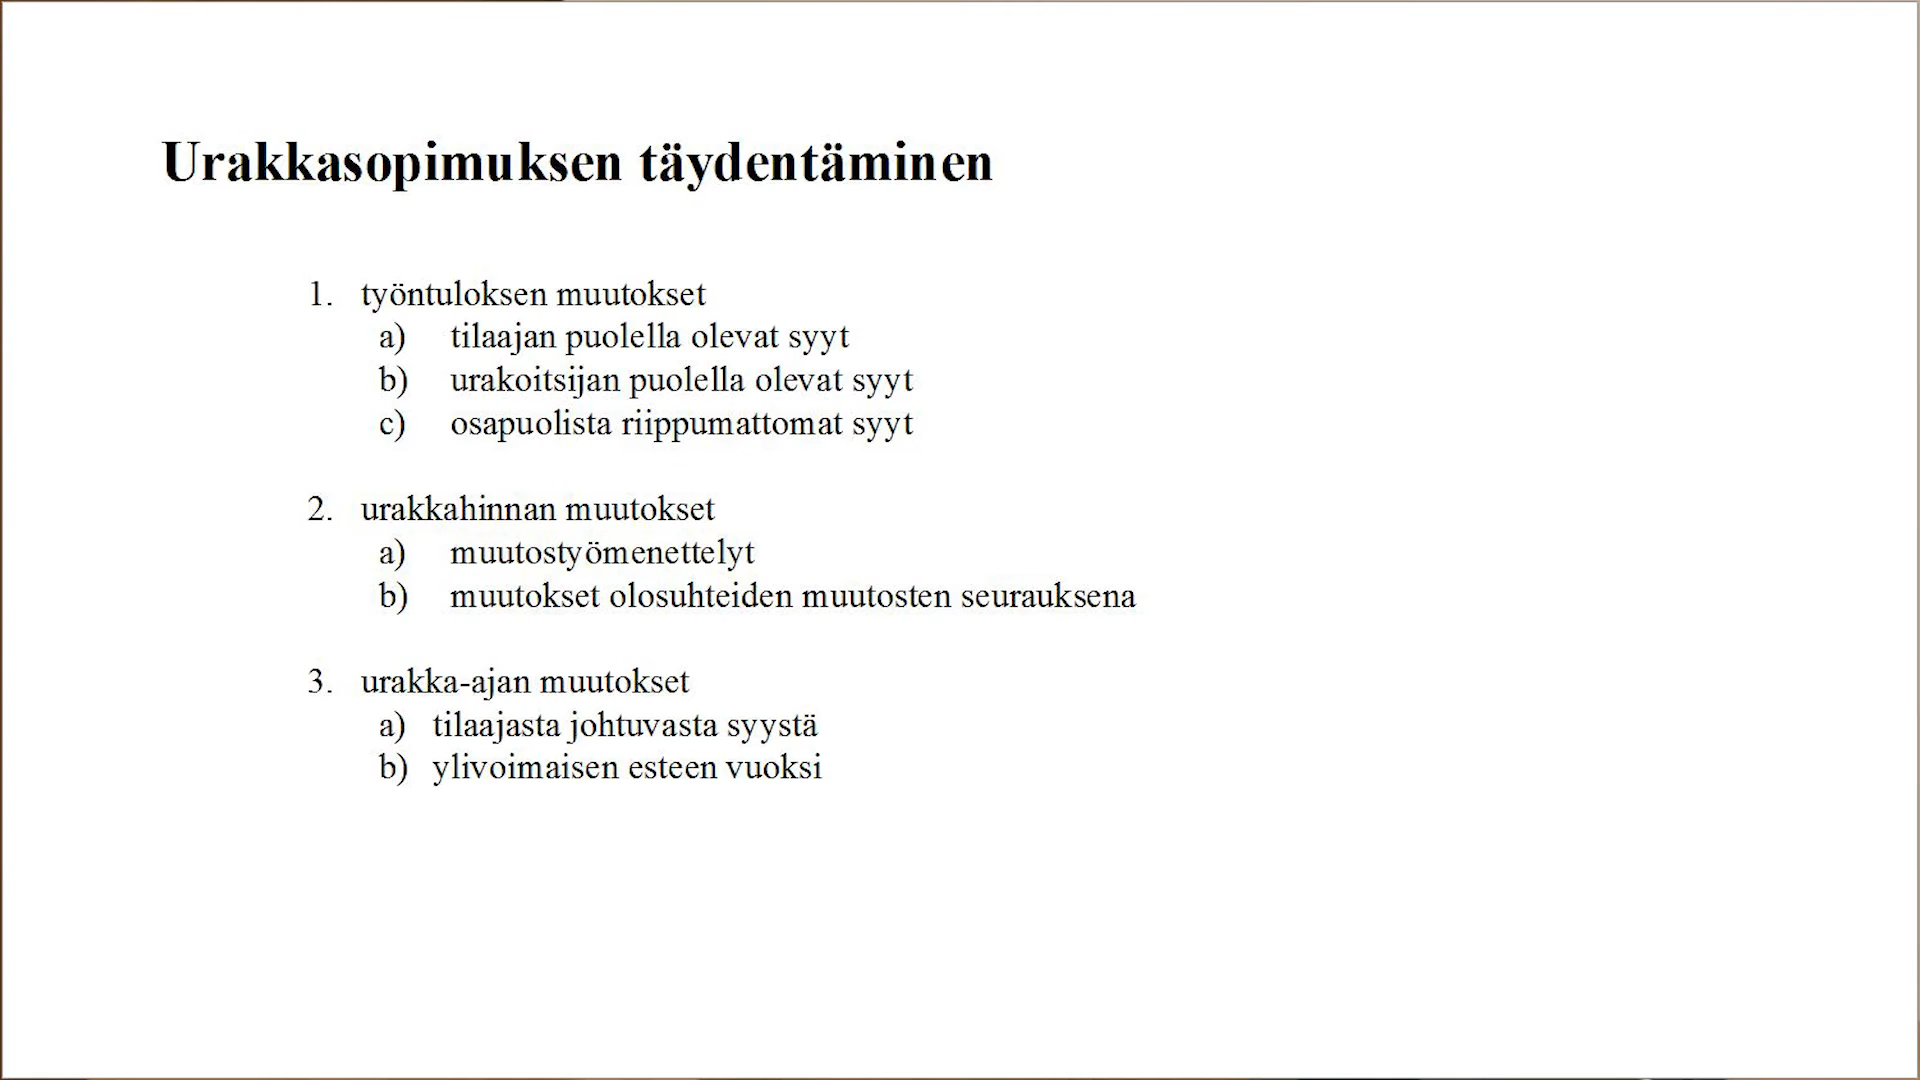 Urakkasopimuksen täydentäminen
1. työntuloksen muutokset
a) tilaajan puolella olevat syyt
b) urakoitsijan puolella olevat syyt
c) osapuolista riippumattomat syyt
2. urakkahinnan muutokset
a) muutostyömenettelyt
b) muutokset olosuhteiden muutosten seurauksena
3. urakka-ajan muutokset
a) tilaajasta johtuvasta syystä
b) ylivoimaisen esteen vuoksi